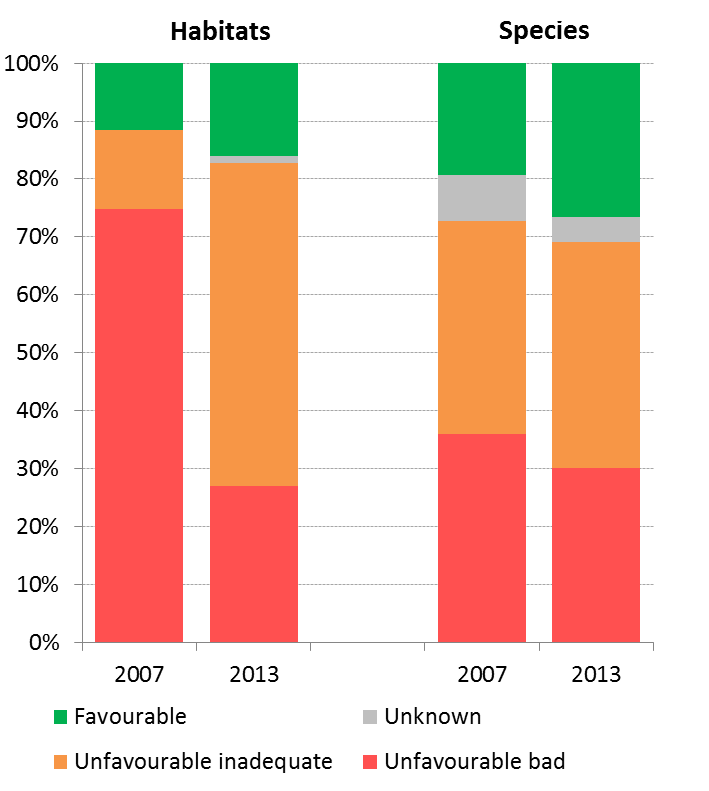 Habitats Species
100%
90%
80%
70%
60%
50%
40%
30%
20%
10%
0%
2007 2013 2007 2013
Favourable Unknown
Unfavourable inadequate Unfavourable bad